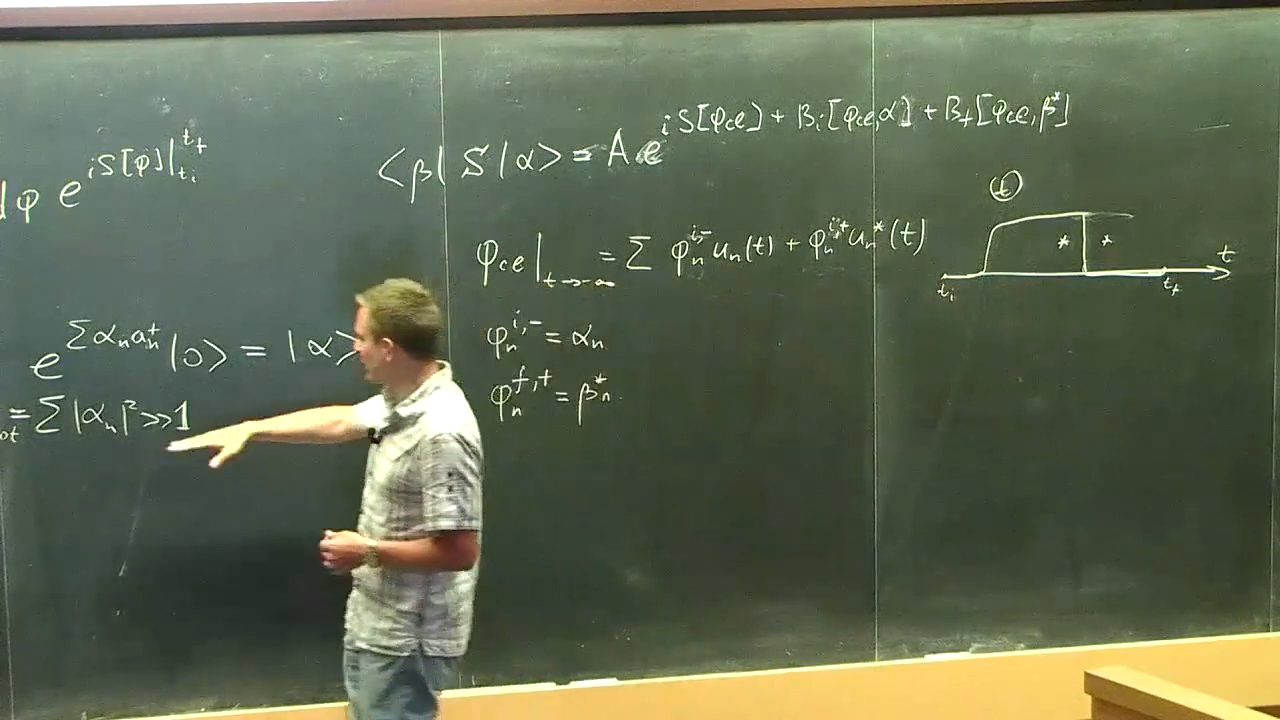 dφ e^{iS[φ]|_{t_i}^{t_f}}
e^{Σ α_n a_n^+} |0> = |α>
= Σ |α_n|² >> 1
<β| S |α> = A e^{iS[φ_cl] + B_i[φ_cl, α] + B_f[φ_cl, β*]}
φ_cl |_{t→-∞} = Σ φ_n^{i,-} u_n(t) + φ_n^{i,+} u_n^*(t)
φ_n^{i,-} = α_n
φ_n^{f,+} = β_n^*
t
* *
t
t_i t_f